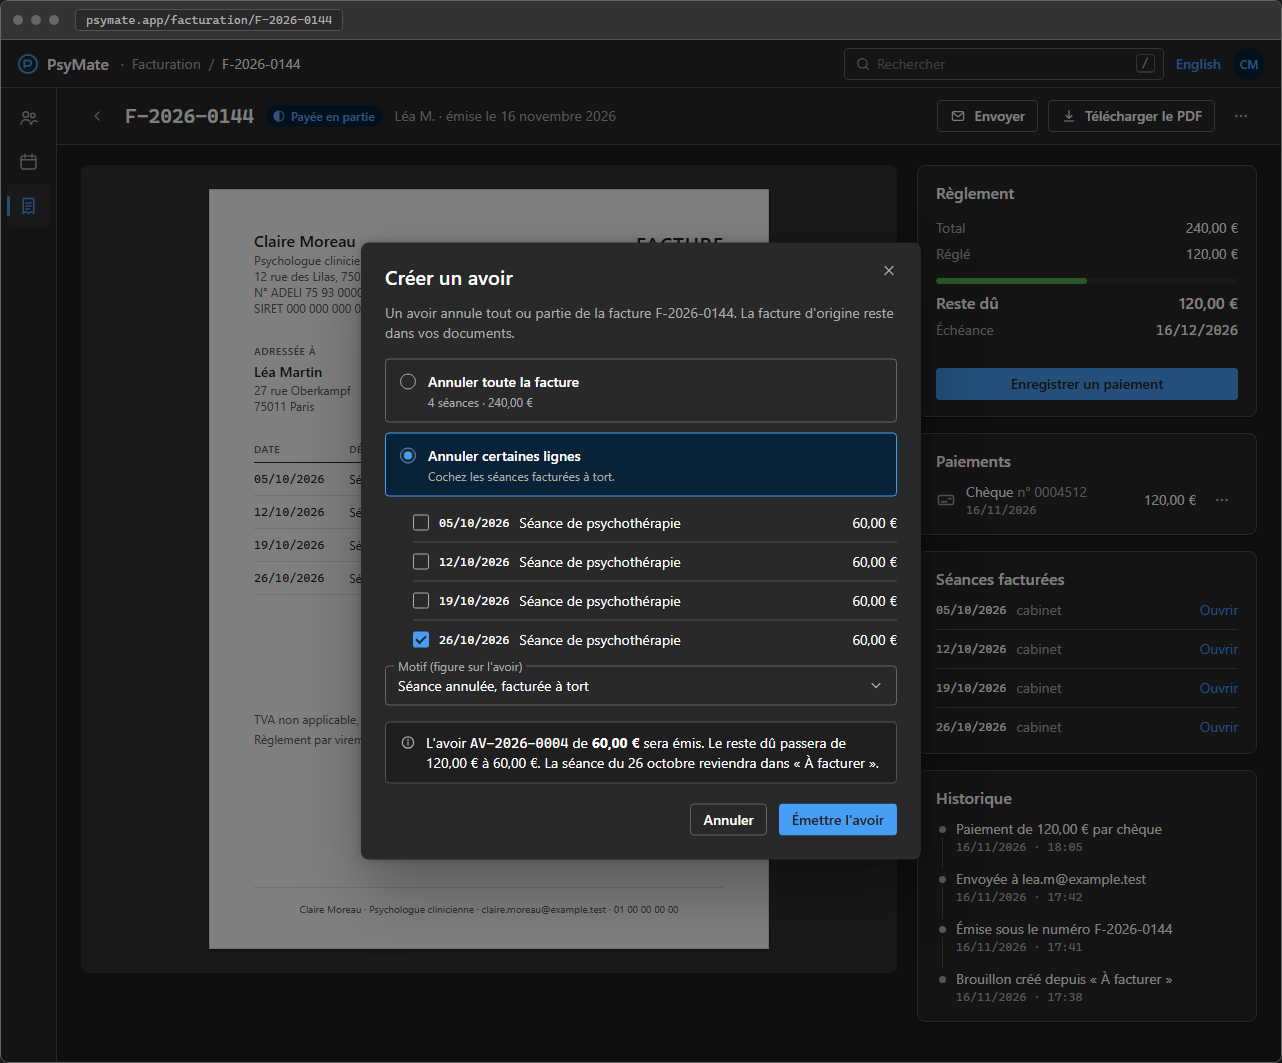 psymate.app/facturation/F-2026-0144
PsyMate · Facturation / F-2026-0144
Rechercher /
English
CM
F-2026-0144
Payée en partie
Léa M. · émise le 16 novembre 2026
Envoyer
Télécharger le PDF
Claire Moreau
FACTURE
Psychologue clinicie
12 rue des Lilas, 750
N° ADELI 75 93 0000
SIRET 000 000 000 0
ADRESSÉE À
Léa Martin
27 rue Oberkampf
75011 Paris
DATE DÉ
05/10/2026 Sé
12/10/2026 Sé
19/10/2026 Sé
26/10/2026 Sé
TVA non applicable,
Règlement par virem
Claire Moreau · Psychologue clinicienne · claire.moreau@example.test · 01 00 00 00 00
Créer un avoir
Un avoir annule tout ou partie de la facture F-2026-0144. La facture d'origine reste
dans vos documents.
Annuler toute la facture
4 séances · 240,00 €
Annuler certaines lignes
Cochez les séances facturées à tort.
05/10/2026 Séance de psychothérapie 60,00 €
12/10/2026 Séance de psychothérapie 60,00 €
19/10/2026 Séance de psychothérapie 60,00 €
26/10/2026 Séance de psychothérapie 60,00 €
Motif (figure sur l'avoir)
Séance annulée, facturée à tort
L'avoir AV-2026-0004 de 60,00 € sera émis. Le reste dû passera de
120,00 € à 60,00 €. La séance du 26 octobre reviendra dans « À facturer ».
Annuler
Émettre l'avoir
Règlement
Total 240,00 €
Réglé 120,00 €
Reste dû 120,00 €
Échéance 16/12/2026
Enregistrer un paiement
Paiements
Chèque n° 0004512
16/11/2026
120,00 €
Séances facturées
05/10/2026 cabinet Ouvrir
12/10/2026 cabinet Ouvrir
19/10/2026 cabinet Ouvrir
26/10/2026 cabinet Ouvrir
Historique
Paiement de 120,00 € par chèque
16/11/2026 · 18:05
Envoyée à lea.m@example.test
16/11/2026 · 17:42
Émise sous le numéro F-2026-0144
16/11/2026 · 17:41
Brouillon créé depuis « À facturer »
16/11/2026 · 17:38